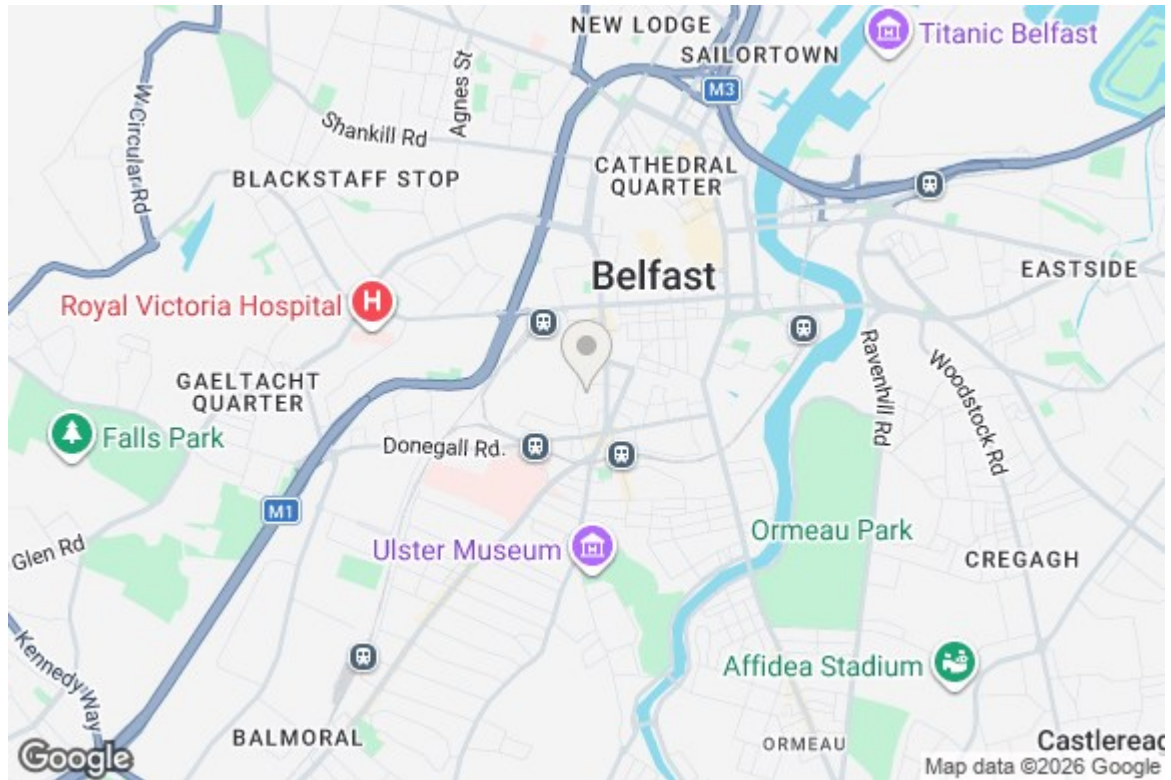 NEW LODGE
SAILORTOWN
Titanic Belfast
M3
W Circular Rd
Agnes St
Shankill Rd
CATHEDRAL
QUARTER
BLACKSTAFF STOP
Belfast
EASTSIDE
Royal Victoria Hospital
H
GAELTACHT
QUARTER
Ravenhill Rd
Woodstock Rd
Falls Park
Donegall Rd.
M1
Glen Rd
Ulster Museum
Ormeau Park
CREGAGH
Kennedy Way
Affidea Stadium
BALMORAL
ORMEAU
Castlereag
Google
Map data ©2026 Google